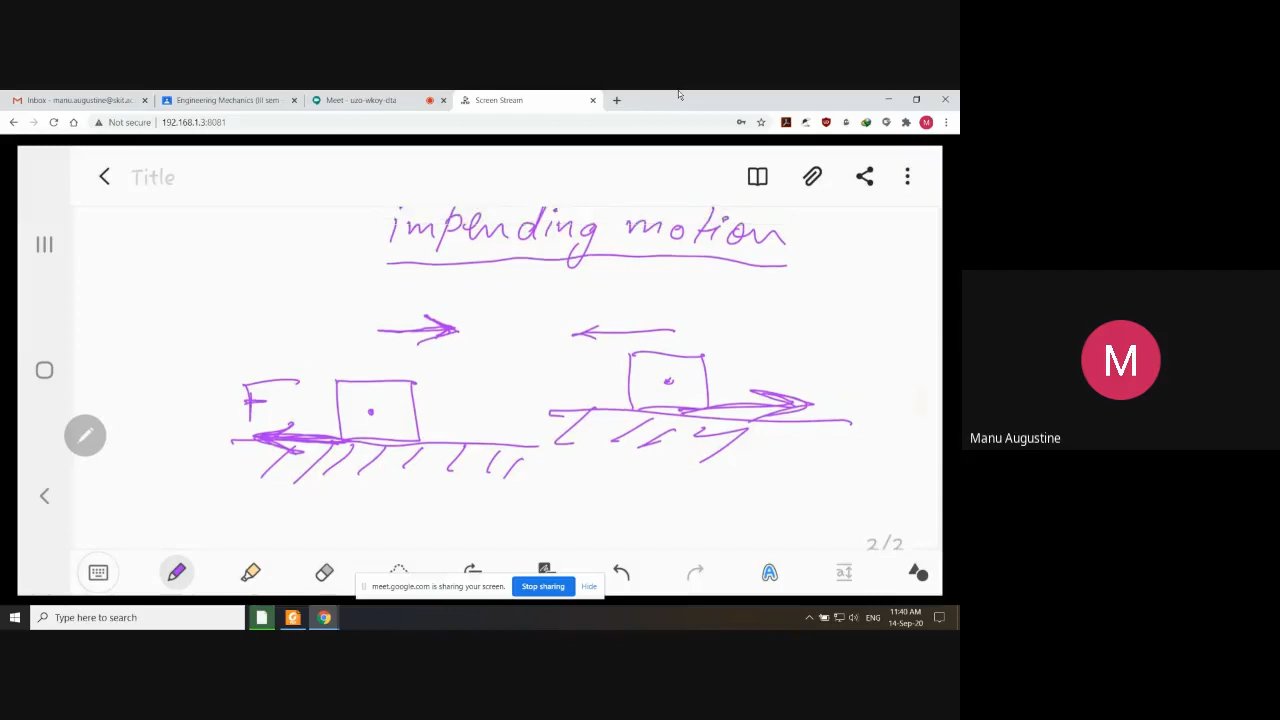 Inbox - manu.augustine@skit.ac
Engineering Mechanics (III sem
Meet - uzo-wkoy-dta
Screen Stream
Not secure 192.168.1.3:8081
Title
impending motion
F
2/2
meet.google.com is sharing your screen. Stop sharing Hide
Type here to search
ENG
11:40 AM
14-Sep-20
M
Manu Augustine